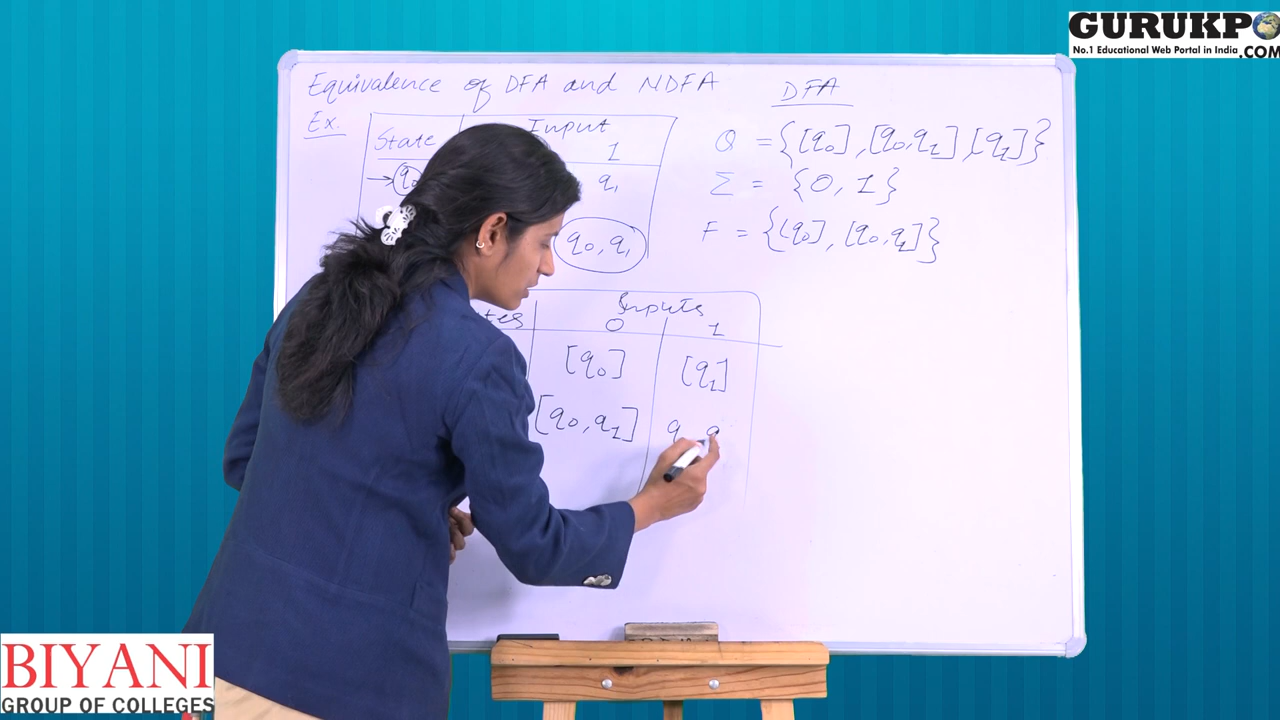 GURUKPO
No.1 Educational Web Portal in India .COM
Equivalence of DFA and NDFA
DFA
Ex.
State
Input
1
→ q0
q1
q0, q1
Q = {[q0], [q0, q1], [q1]}
Σ = {0, 1}
F = {[q0], [q0, q1]}
Inputs
0 1
[q0] [q1]
[q0, q1] q q
BIYANI
GROUP OF COLLEGES